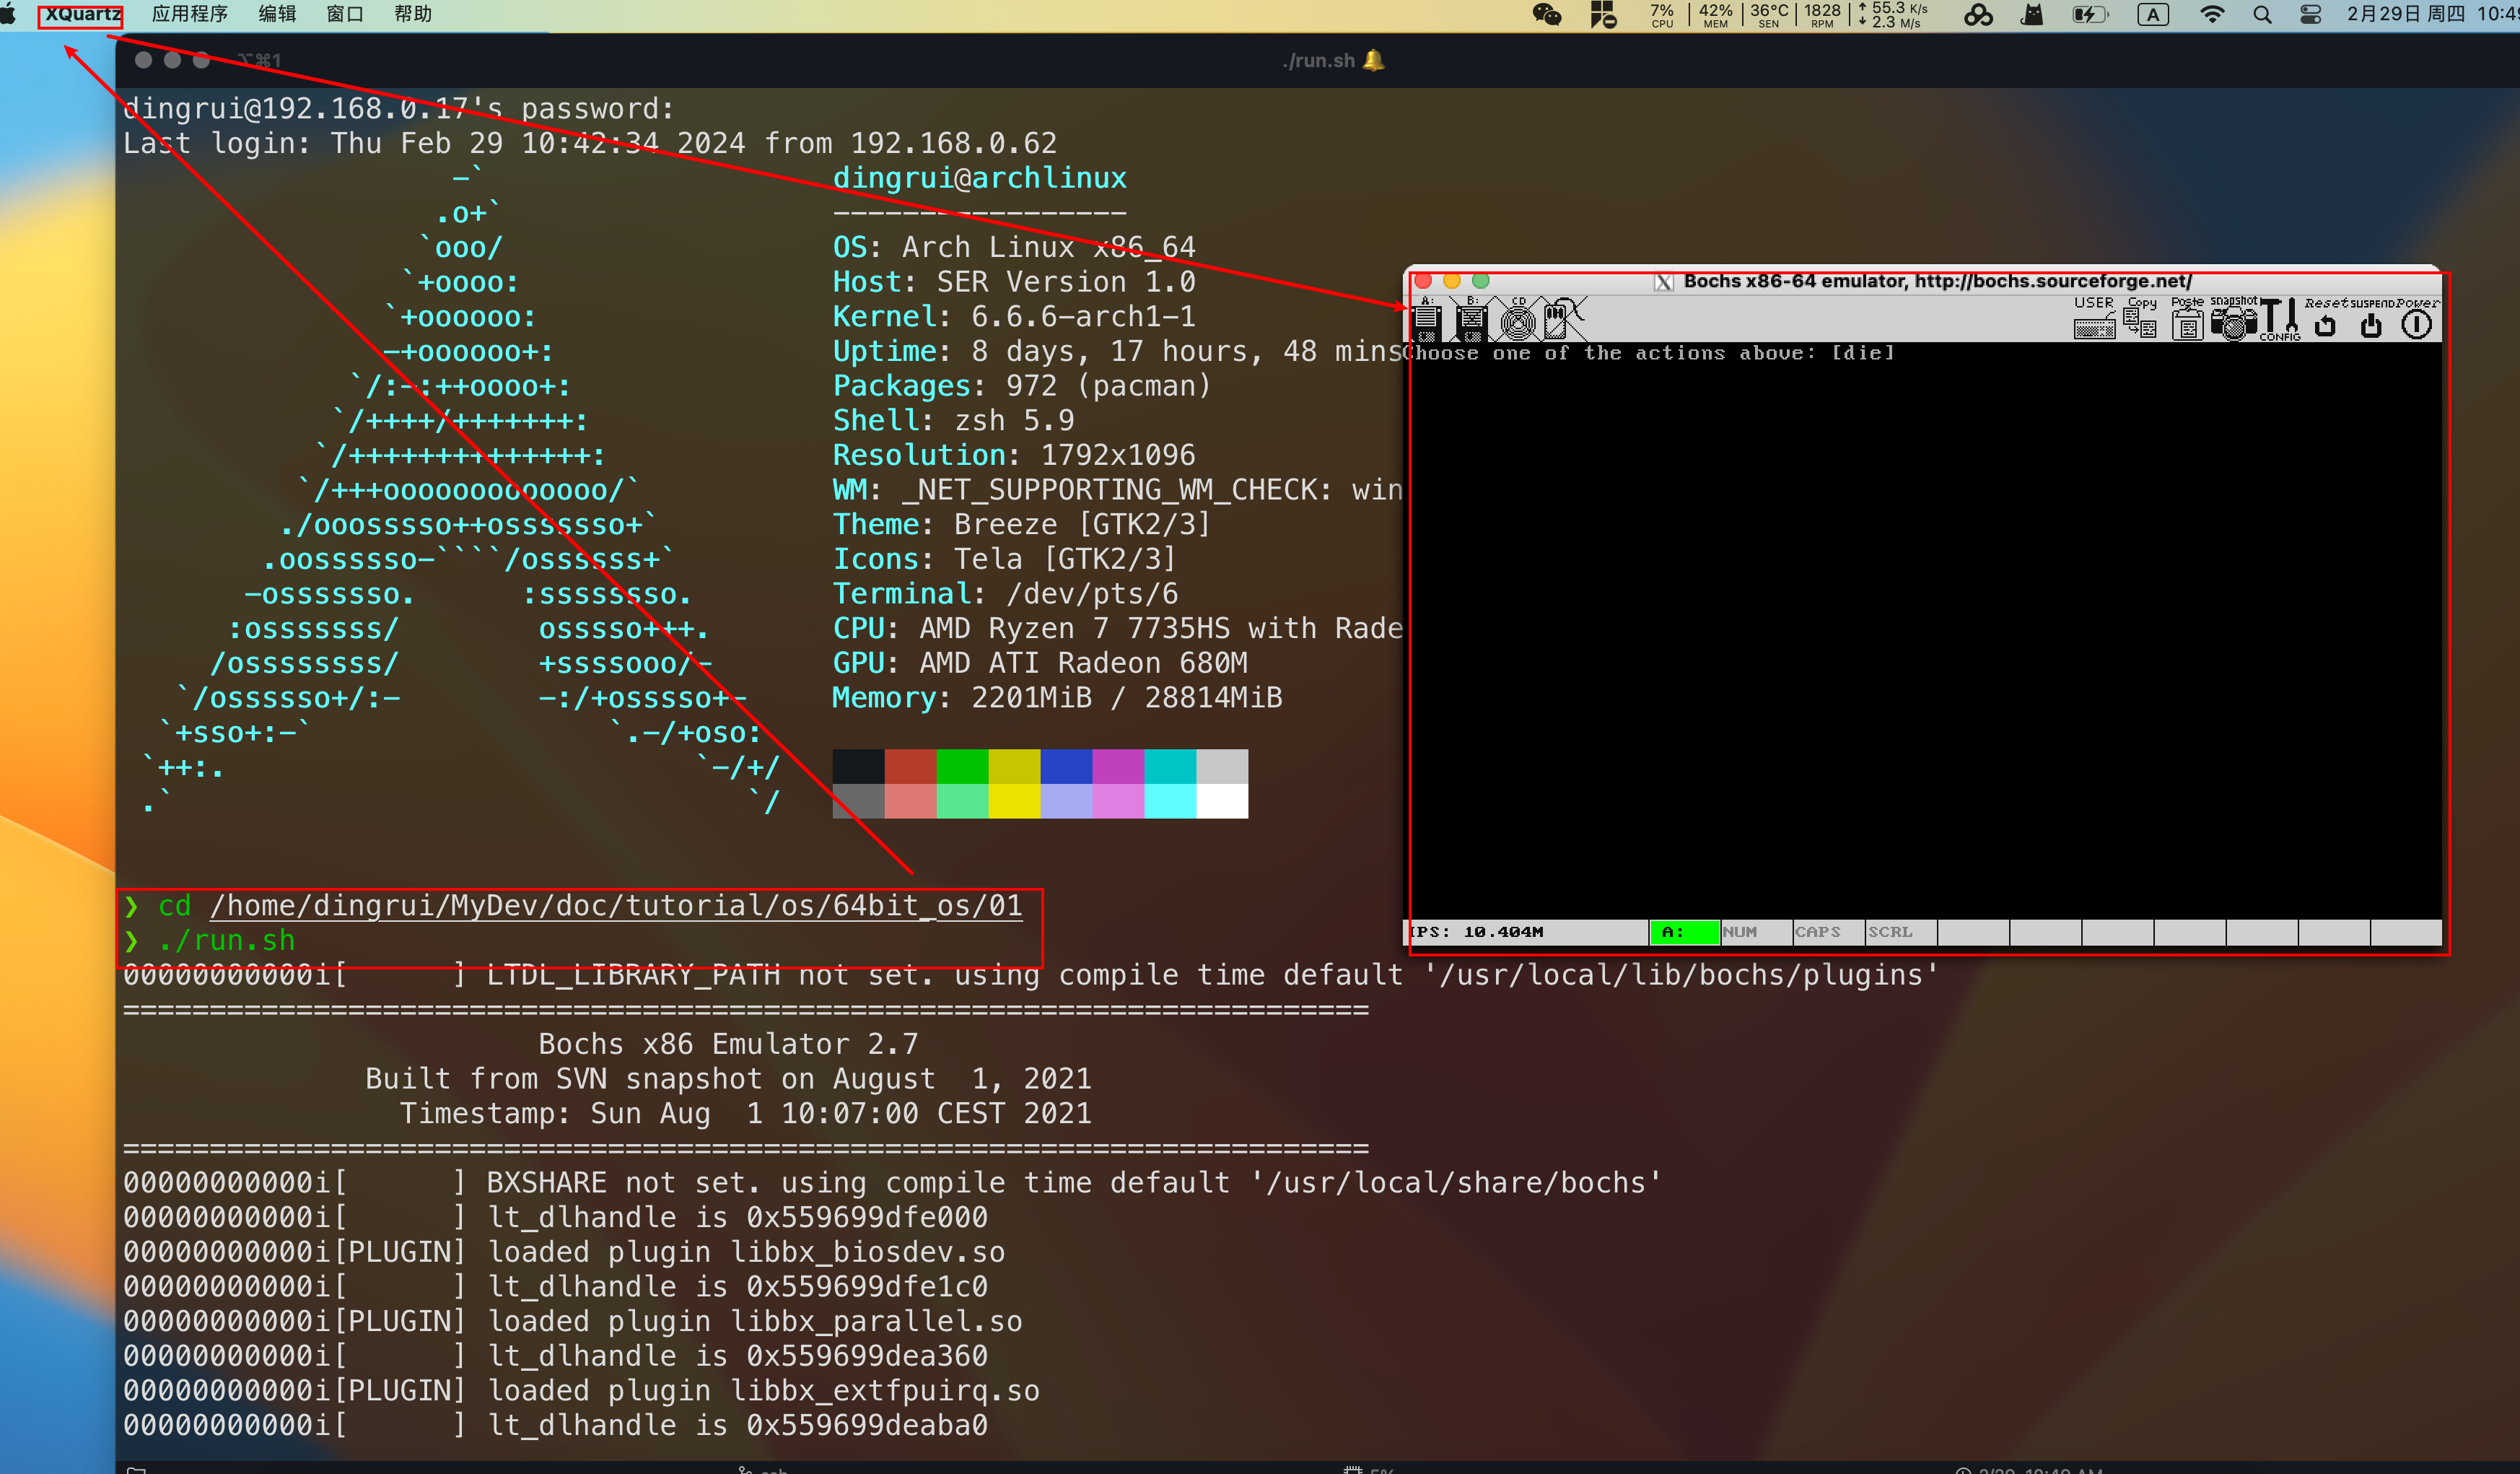 XQuartz 应用程序 编辑 窗口 帮助
7% CPU 42% MEM 36°C SEN 1828 RPM ↑ 55.3 K/s ↓ 2.3 M/s A 2月29日 周四
⌥⌘1 ./run.sh 🔔
dingrui@192.168.0.17's password:
Last login: Thu Feb 29 10:42:34 2024 from 192.168.0.62
-`
.o+`
`ooo/
`+oooo:
`+oooooo:
-+oooooo+:
`/:-:++oooo+:
`/++++/+++++++:
`/++++++++++++++:
`/+++ooooooooooooo/`
./ooosssso++osssssso+`
.oossssso-````/ossssss+`
-osssssso. :ssssssso.
:osssssss/ osssso+++.
/ossssssss/ +ssssooo/-
`/ossssso+/:- -:/+osssso+-
`+sso+:-` `.-/+oso:
`++:. `-/+/
.` `/
dingrui@archlinux
-----------------
OS: Arch Linux x86_64
Host: SER Version 1.0
Kernel: 6.6.6-arch1-1
Uptime: 8 days, 17 hours, 48 mins
Packages: 972 (pacman)
Shell: zsh 5.9
Resolution: 1792x1096
WM: _NET_SUPPORTING_WM_CHECK: win
Theme: Breeze [GTK2/3]
Icons: Tela [GTK2/3]
Terminal: /dev/pts/6
CPU: AMD Ryzen 7 7735HS with Rade
GPU: AMD ATI Radeon 680M
Memory: 2201MiB / 28814MiB
Bochs x86-64 emulator, http://bochs.sourceforge.net/
A: B: CD USER Copy Paste snapshot CONFIG Reset SUSPEND Power
Choose one of the actions above: [die]
IPS: 10.404M A: NUM CAPS SCRL
❯ cd /home/dingrui/MyDev/doc/tutorial/os/64bit_os/01
❯ ./run.sh
00000000000i[      ] LTDL_LIBRARY_PATH not set. using compile time default '/usr/local/lib/bochs/plugins'
========================================================================
Bochs x86 Emulator 2.7
Built from SVN snapshot on August  1, 2021
Timestamp: Sun Aug  1 10:07:00 CEST 2021
========================================================================
00000000000i[      ] BXSHARE not set. using compile time default '/usr/local/share/bochs'
00000000000i[      ] lt_dlhandle is 0x559699dfe000
00000000000i[PLUGIN] loaded plugin libbx_biosdev.so
00000000000i[      ] lt_dlhandle is 0x559699dfe1c0
00000000000i[PLUGIN] loaded plugin libbx_parallel.so
00000000000i[      ] lt_dlhandle is 0x559699dea360
00000000000i[PLUGIN] loaded plugin libbx_extfpuirq.so
00000000000i[      ] lt_dlhandle is 0x559699deaba0